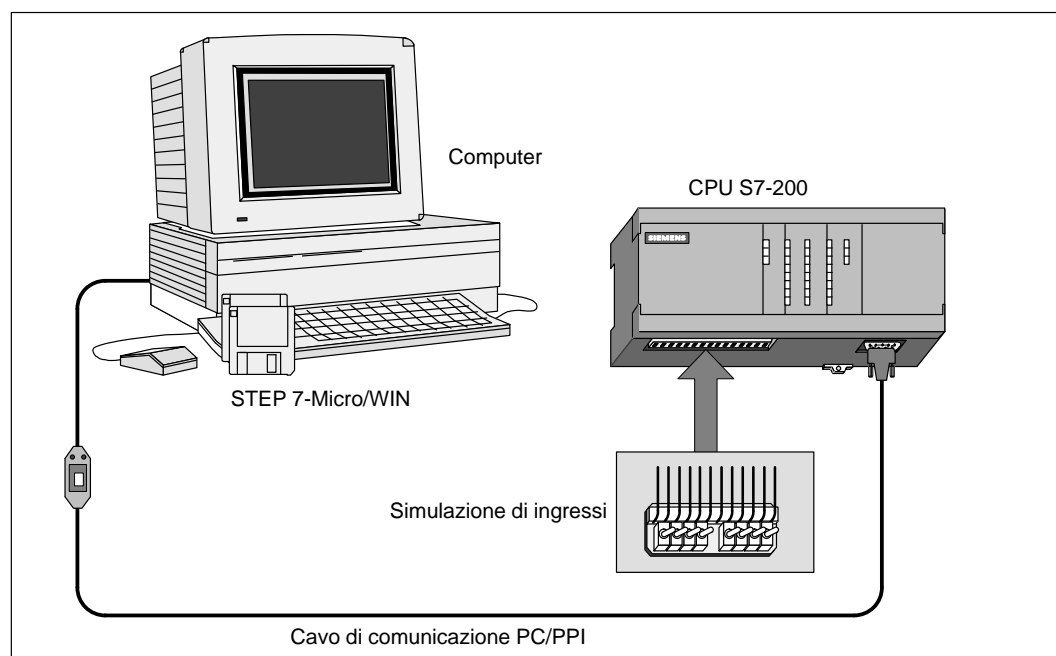 Computer
CPU S7-200
SIEMENS
STEP 7-Micro/WIN
Simulazione di ingressi
Cavo di comunicazione PC/PPI